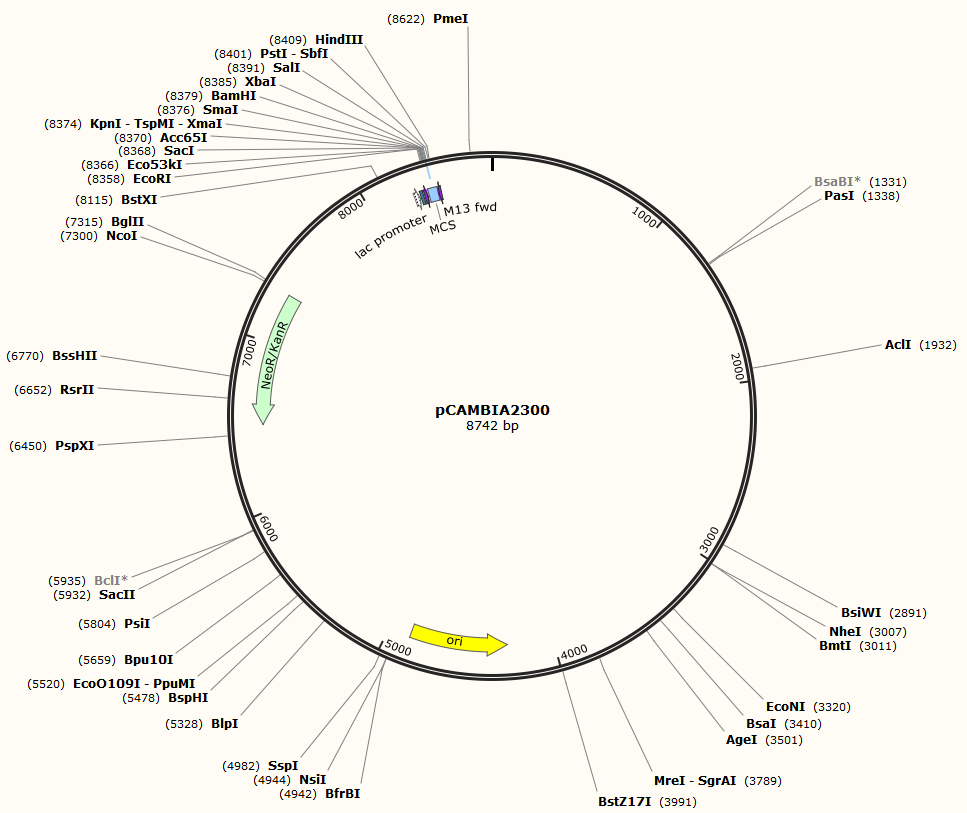 (8622) PmeI
(8409) HindIII
(8401) PstI - SbfI
(8391) SalI
(8385) XbaI
(8379) BamHI
(8376) SmaI
(8374) KpnI - TspMI - XmaI
(8370) Acc65I
(8368) SacI
(8366) Eco53kI
(8358) EcoRI
(8115) BstXI
(7315) BglII
(7300) NcoI
(6770) BssHII
(6652) RsrII
(6450) PspXI
(5935) BclI*
(5932) SacII
(5804) PsiI
(5659) Bpu10I
(5520) EcoO109I - PpuMI
(5478) BspHI
(5328) BlpI
(4982) SspI
(4944) NsiI
(4942) BfrBI
BsaBI* (1331)
PasI (1338)
AclI (1932)
BsiWI (2891)
NheI (3007)
BmtI (3011)
EcoNI (3320)
BsaI (3410)
AgeI (3501)
MreI - SgrAI (3789)
BstZ17I (3991)
1000
2000
3000
4000
5000
6000
7000
8000
lac promoter
MCS
M13 fwd
NeoR/KanR
ori
pCAMBIA2300
8742 bp